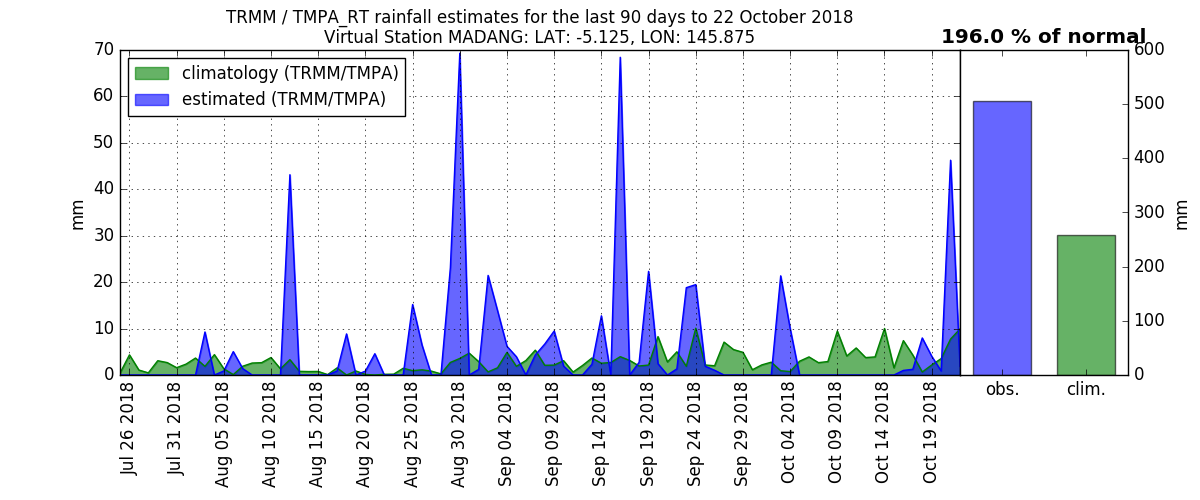 TRMM / TMPA_RT rainfall estimates for the last 90 days to 22 October 2018
Virtual Station MADANG: LAT: -5.125, LON: 145.875
196.0 % of normal
climatology (TRMM/TMPA)
estimated (TRMM/TMPA)
mm
70
60
50
40
30
20
10
0
Jul 26 2018
Jul 31 2018
Aug 05 2018
Aug 10 2018
Aug 15 2018
Aug 20 2018
Aug 25 2018
Aug 30 2018
Sep 04 2018
Sep 09 2018
Sep 14 2018
Sep 19 2018
Sep 24 2018
Sep 29 2018
Oct 04 2018
Oct 09 2018
Oct 14 2018
Oct 19 2018
obs.
clim.
600
500
400
300
200
100
0
mm